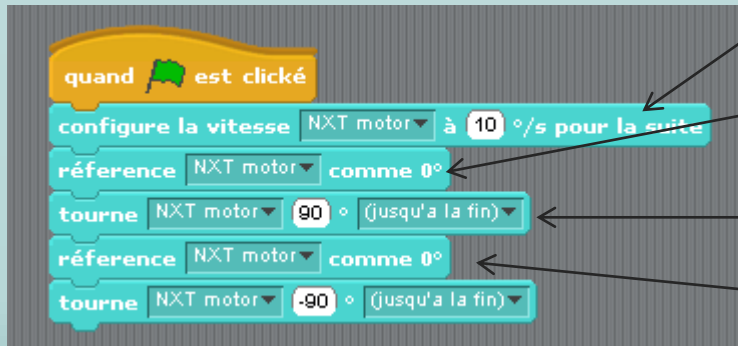 quand est clické
configure la vitesse NXT motor à 10 °/s pour la suite
réference NXT motor comme 0°
tourne NXT motor 90 ° (jusqu'a la fin)
réference NXT motor comme 0°
tourne NXT motor -90 ° (jusqu'a la fin)